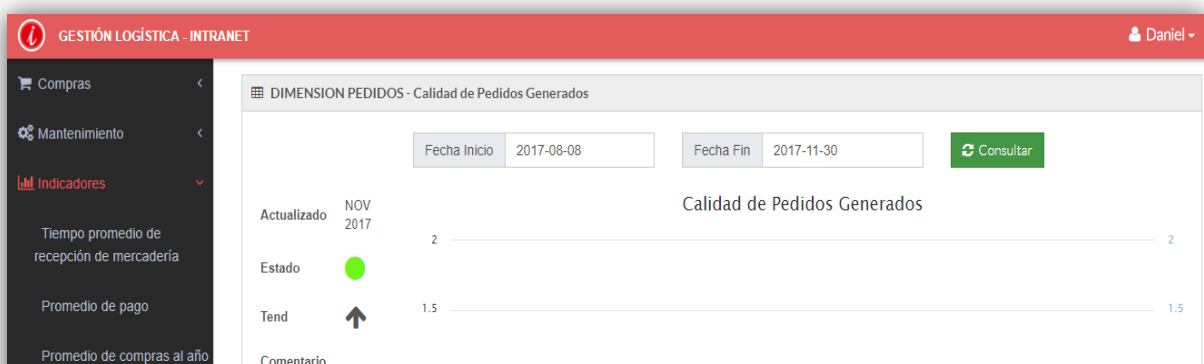 i GESTIÓN LOGÍSTICA - INTRANET Daniel
Compras
Mantenimiento
Indicadores
Tiempo promedio de
recepción de mercadería
Promedio de pago
Promedio de compras al año
DIMENSION PEDIDOS - Calidad de Pedidos Generados
Fecha Inicio 2017-08-08 Fecha Fin 2017-11-30 Consultar
Calidad de Pedidos Generados
Actualizado NOV
2017
Estado
Tend
Comentario
2 2
1.5 1.5